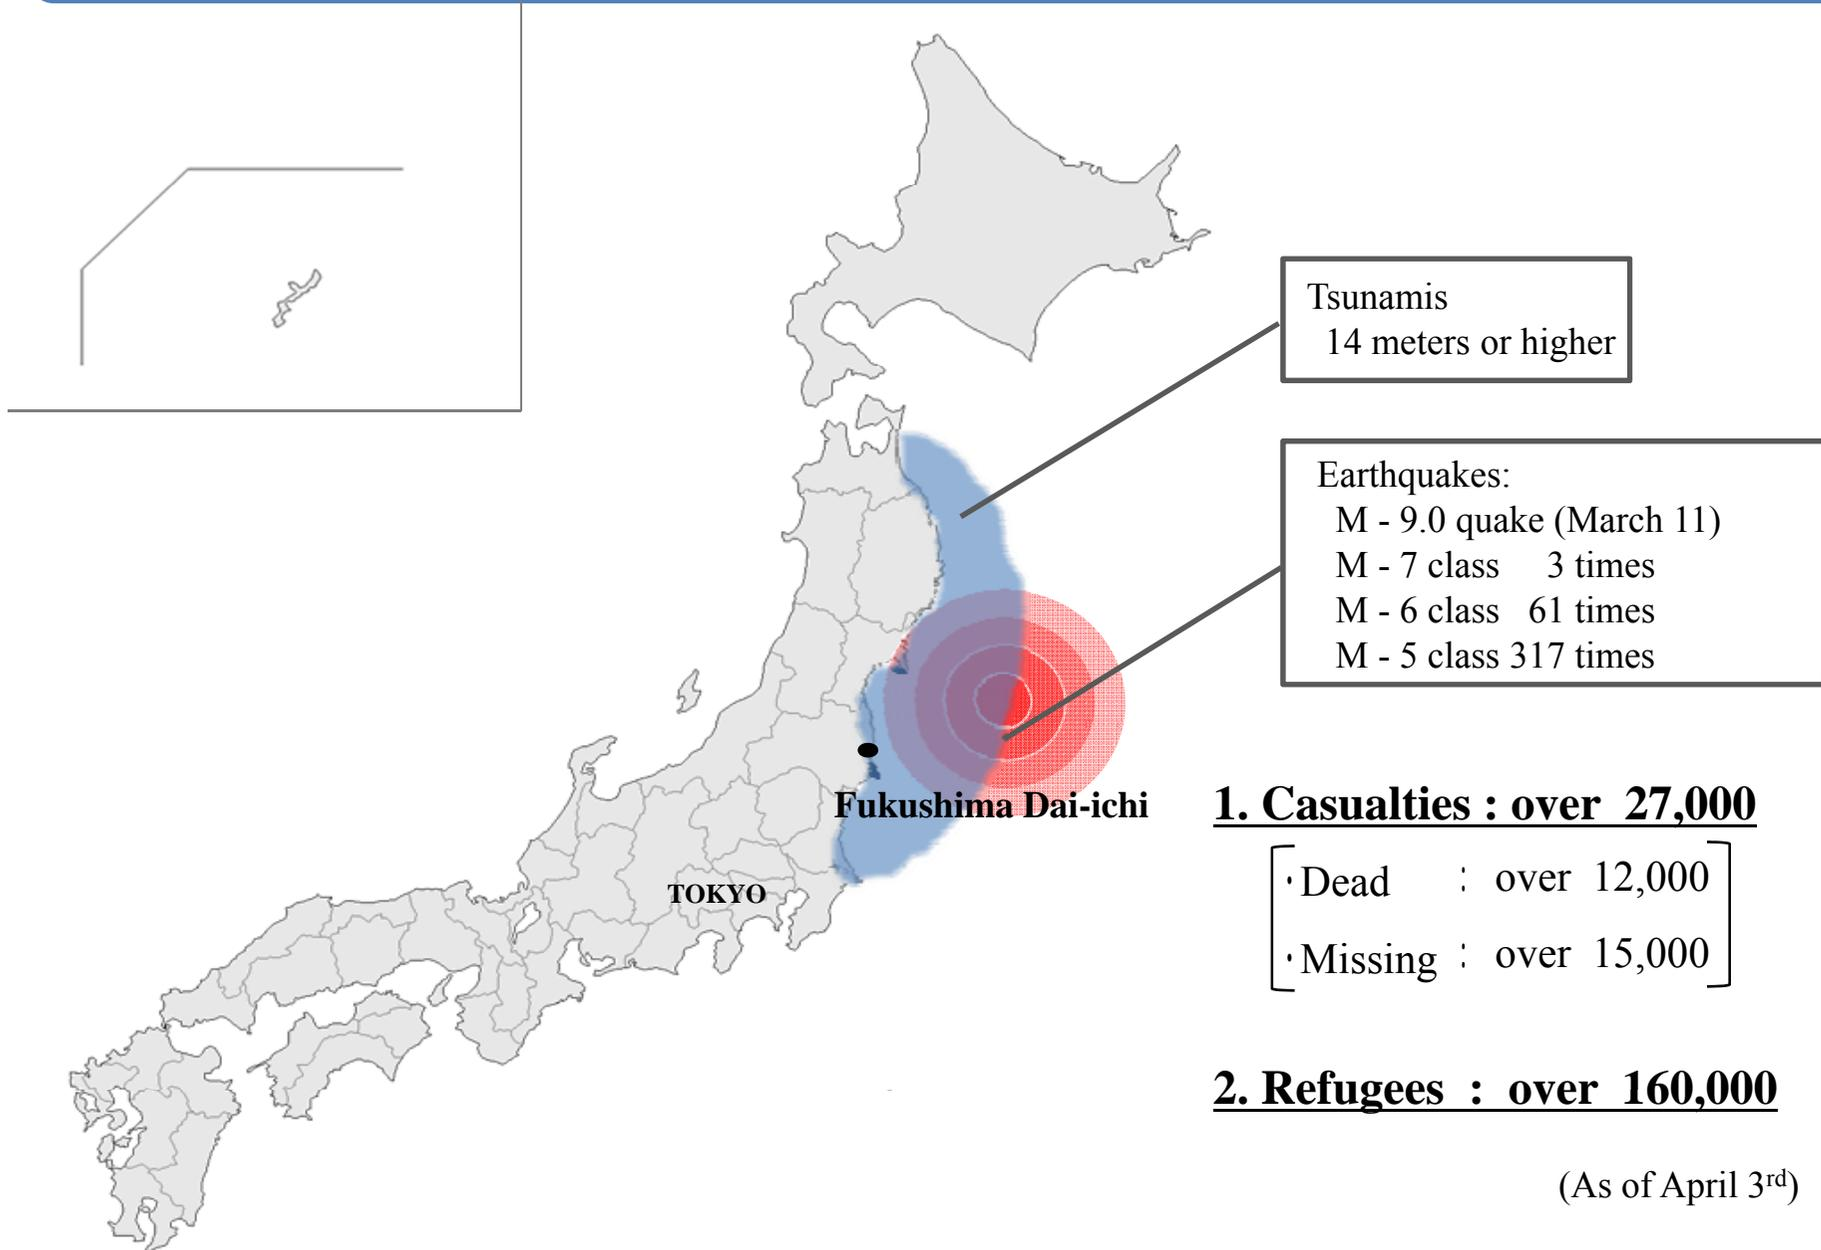 Tsunamis
14 meters or higher
Earthquakes:
M - 9.0 quake (March 11)
M - 7 class 3 times
M - 6 class 61 times
M - 5 class 317 times
Fukushima Dai-ichi
TOKYO
1. Casualties : over 27,000
・Dead : over 12,000
・Missing : over 15,000
2. Refugees : over 160,000
(As of April 3rd)